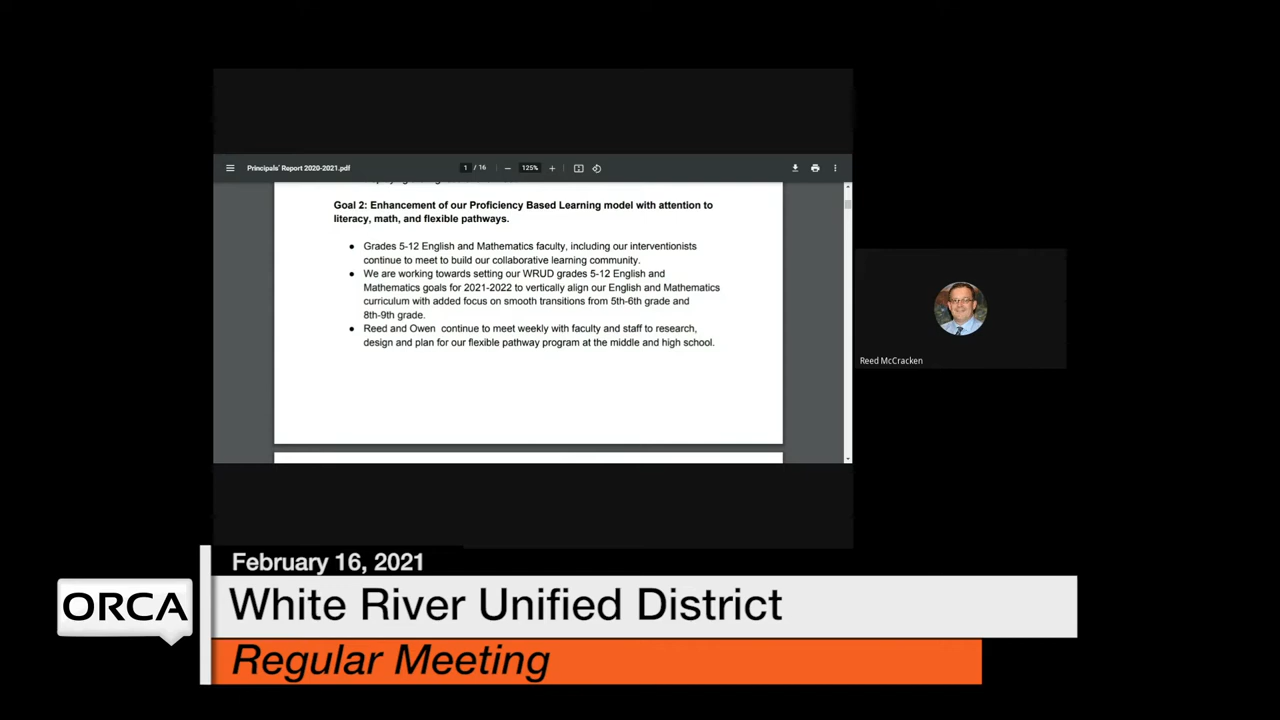 Principals' Report 2020-2021.pdf
1 / 16
125%
Goal 2: Enhancement of our Proficiency Based Learning model with attention to
literacy, math, and flexible pathways.
● Grades 5-12 English and Mathematics faculty, including our interventionists
continue to meet to build our collaborative learning community.
● We are working towards setting our WRUD grades 5-12 English and
Mathematics goals for 2021-2022 to vertically align our English and Mathematics
curriculum with added focus on smooth transitions from 5th-6th grade and
8th-9th grade.
● Reed and Owen continue to meet weekly with faculty and staff to research,
design and plan for our flexible pathway program at the middle and high school.
Reed McCracken
February 16, 2021
ORCA
White River Unified District
Regular Meeting